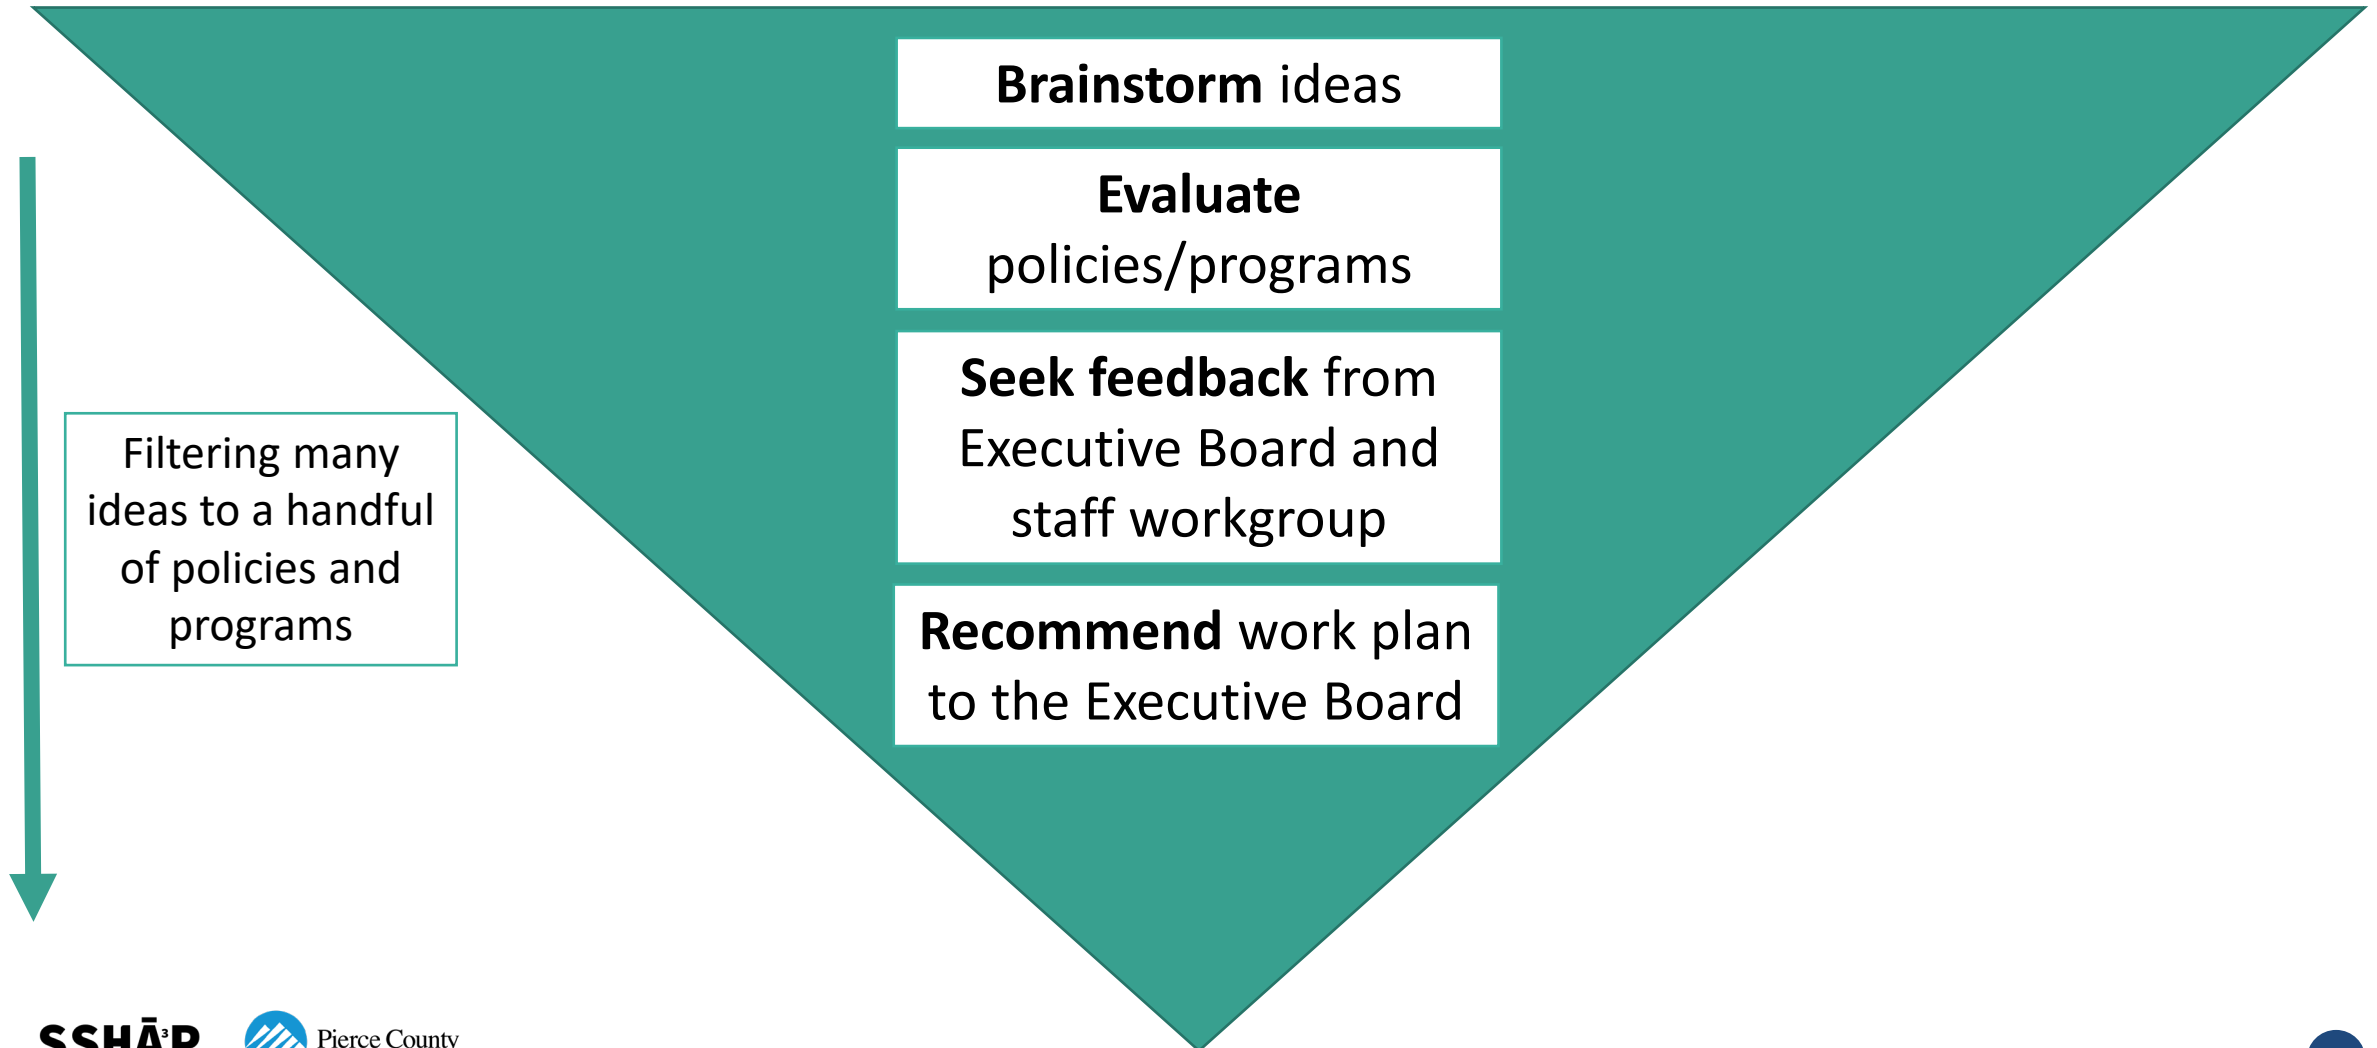 Brainstorm ideas
Evaluate
policies/programs
Seek feedback from
Executive Board and
staff workgroup
Recommend work plan
to the Executive Board
Filtering many
ideas to a handful
of policies and
programs
SSHĀ³P
Pierce County